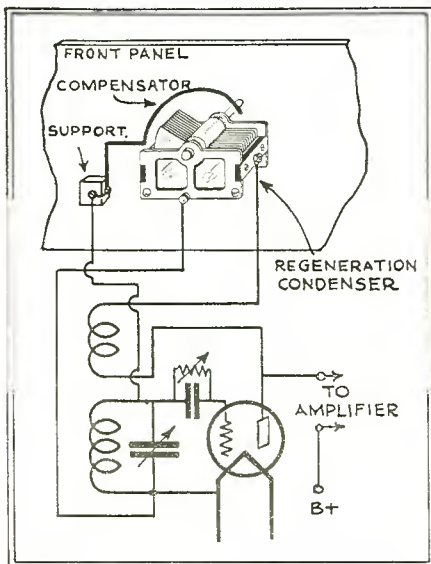 FRONT PANEL
COMPENSATOR
SUPPORT.
REGENERATION
CONDENSER
TO
AMPLIFIER
B+